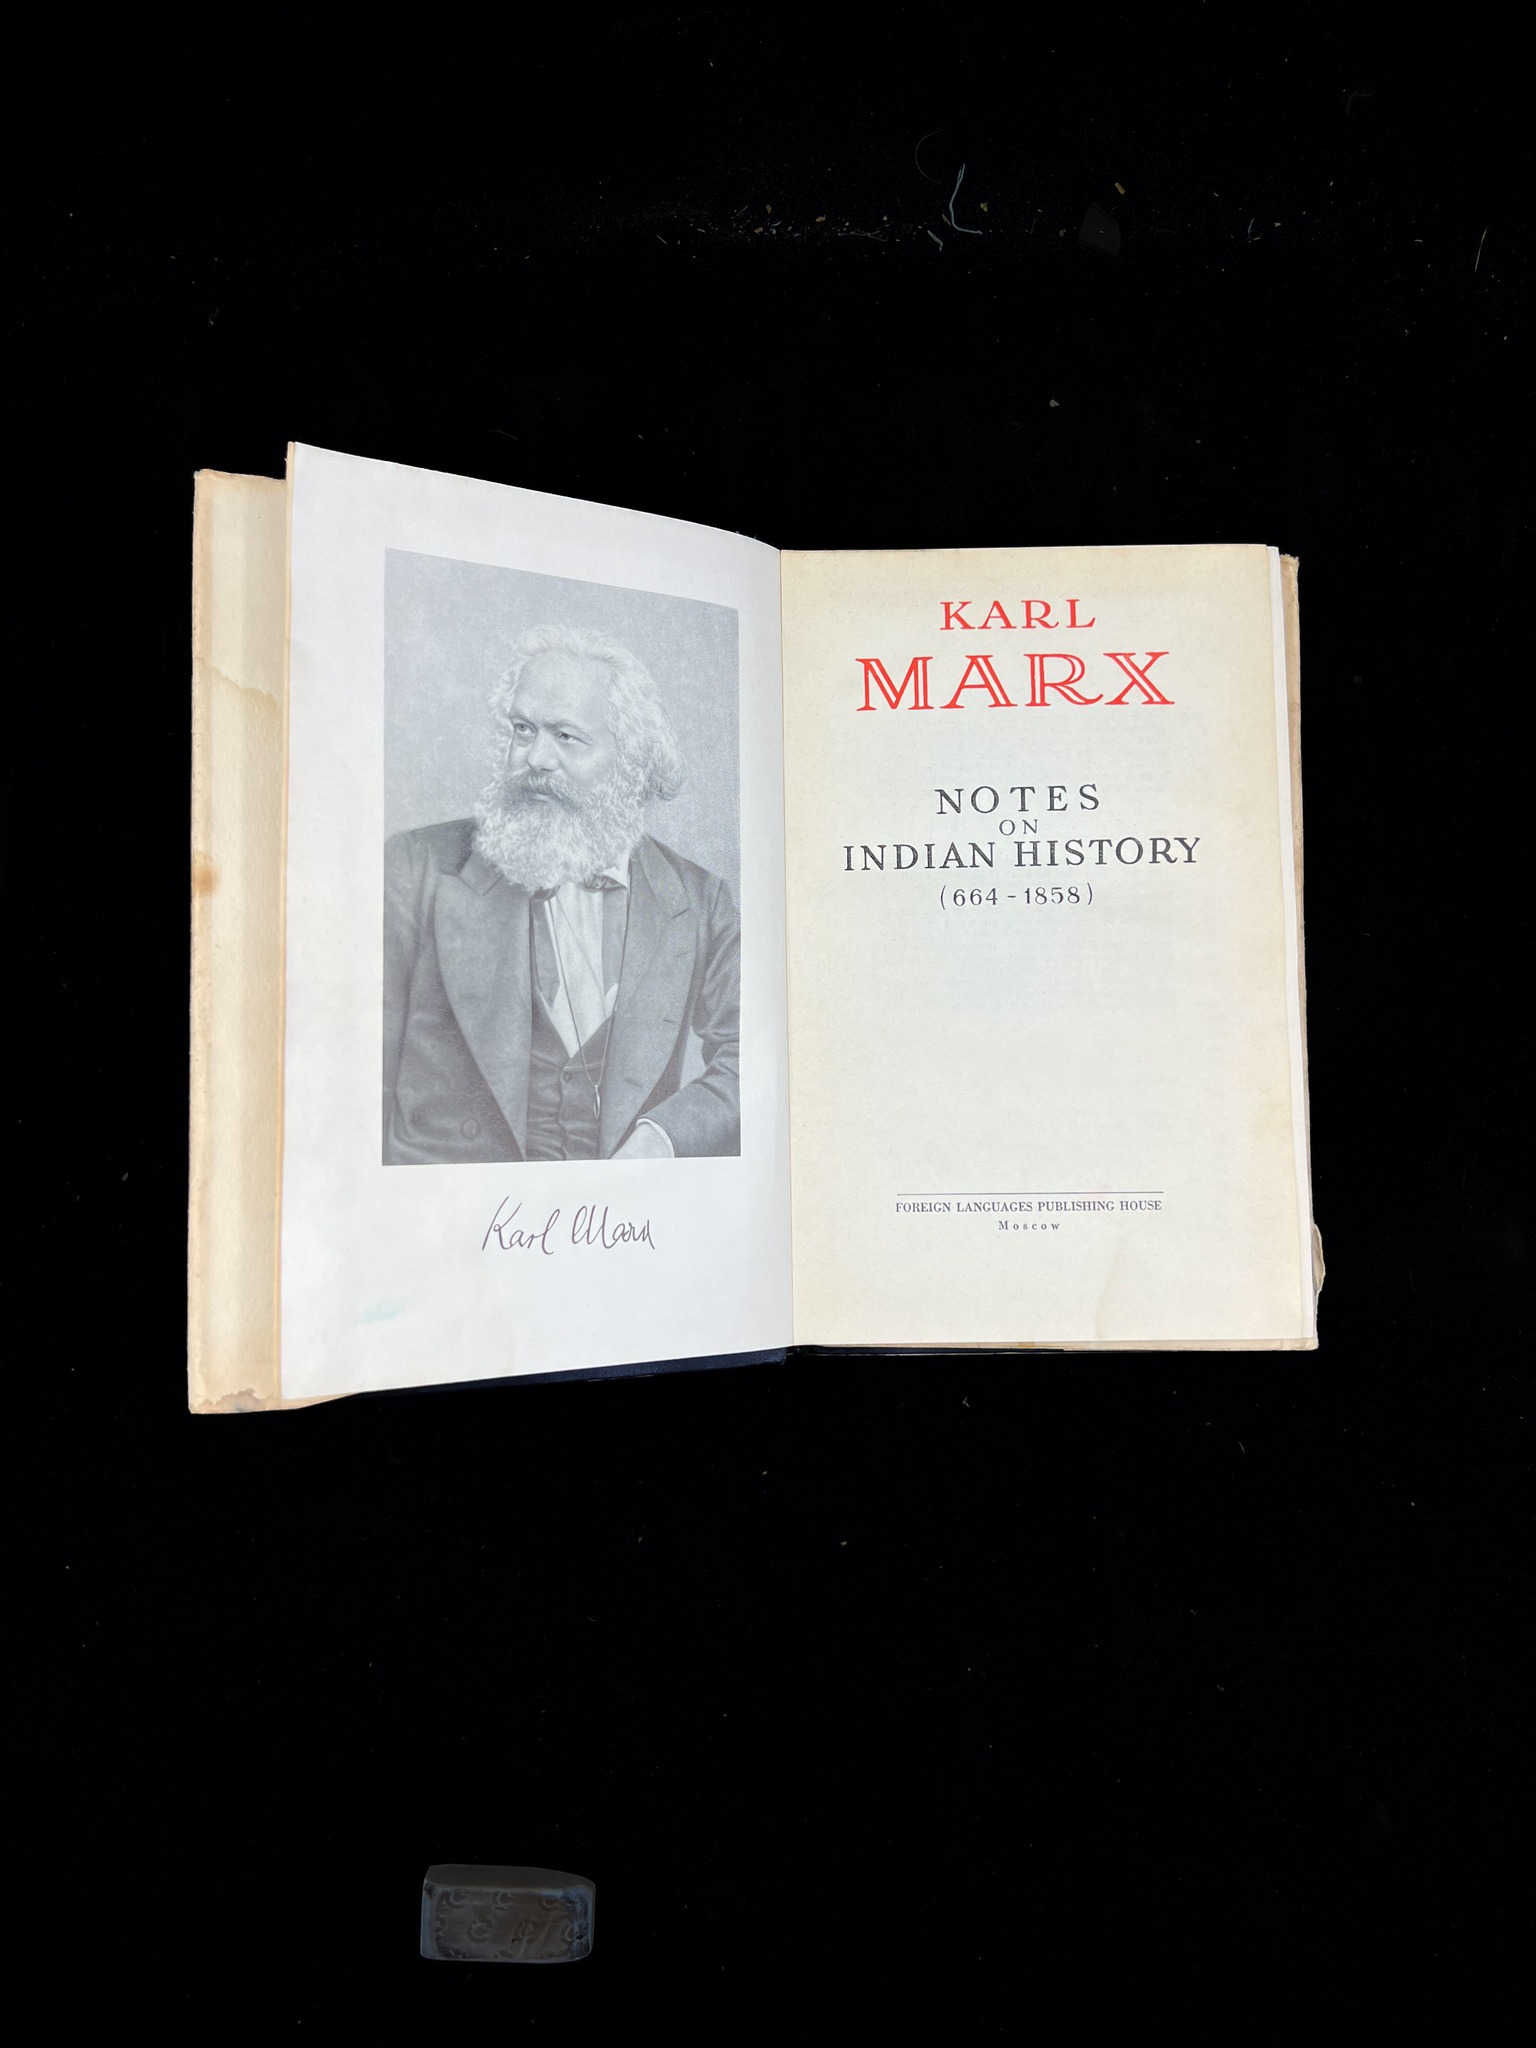 Karl Marx
KARL
MARX
NOTES
ON
INDIAN HISTORY
(664-1858)
FOREIGN LANGUAGES PUBLISHING HOUSE
Moscow